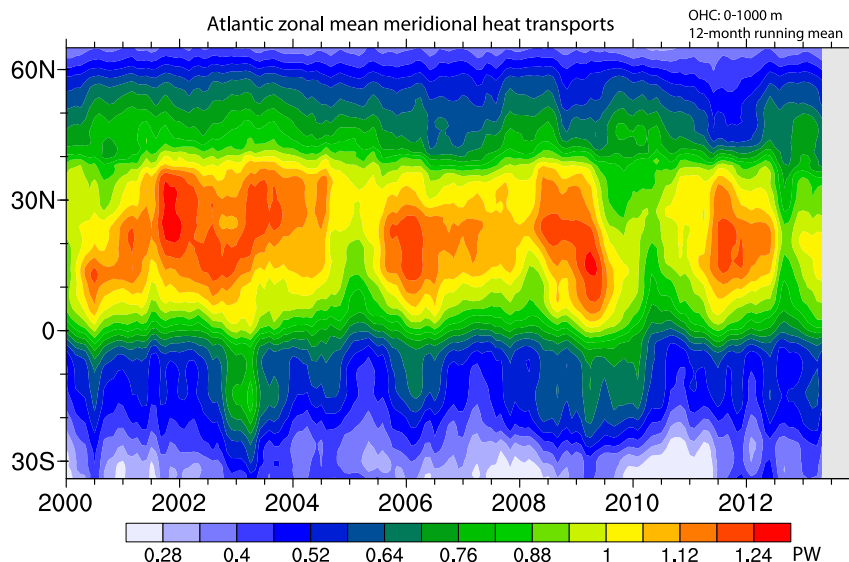 Atlantic zonal mean meridional heat transports
OHC: 0-1000 m
12-month running mean
60N
30N
0
30S
2000 2002 2004 2006 2008 2010 2012
0.28 0.4 0.52 0.64 0.76 0.88 1 1.12 1.24 PW